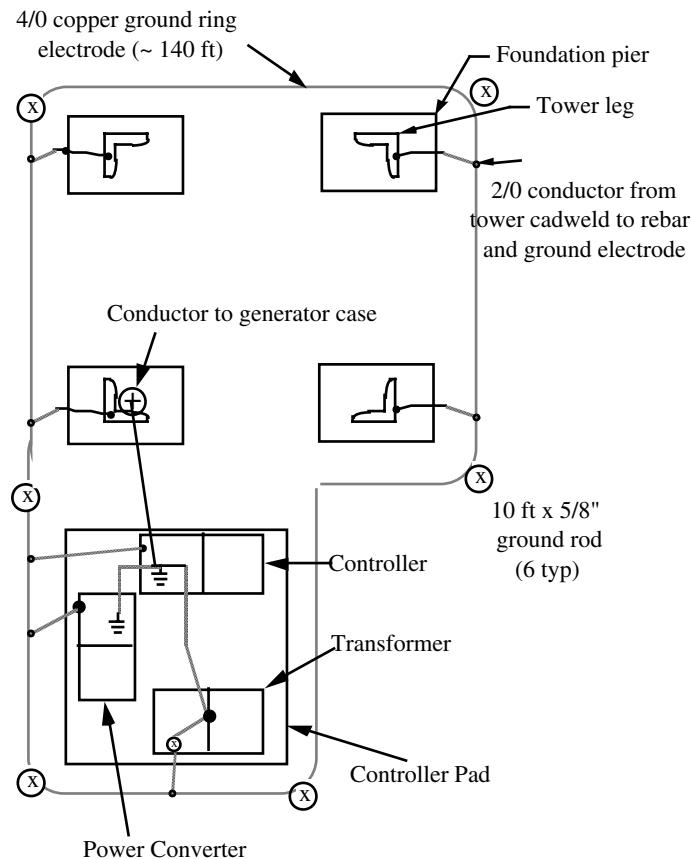 4/0 copper ground ring
electrode (~ 140 ft)
Foundation pier
X
X
Tower leg
2/0 conductor from
tower cadweld to rebar
and ground electrode
Conductor to generator case
X
X
10 ft x 5/8"
ground rod
(6 typ)
Controller
Transformer
x
Controller Pad
X
X
Power Converter